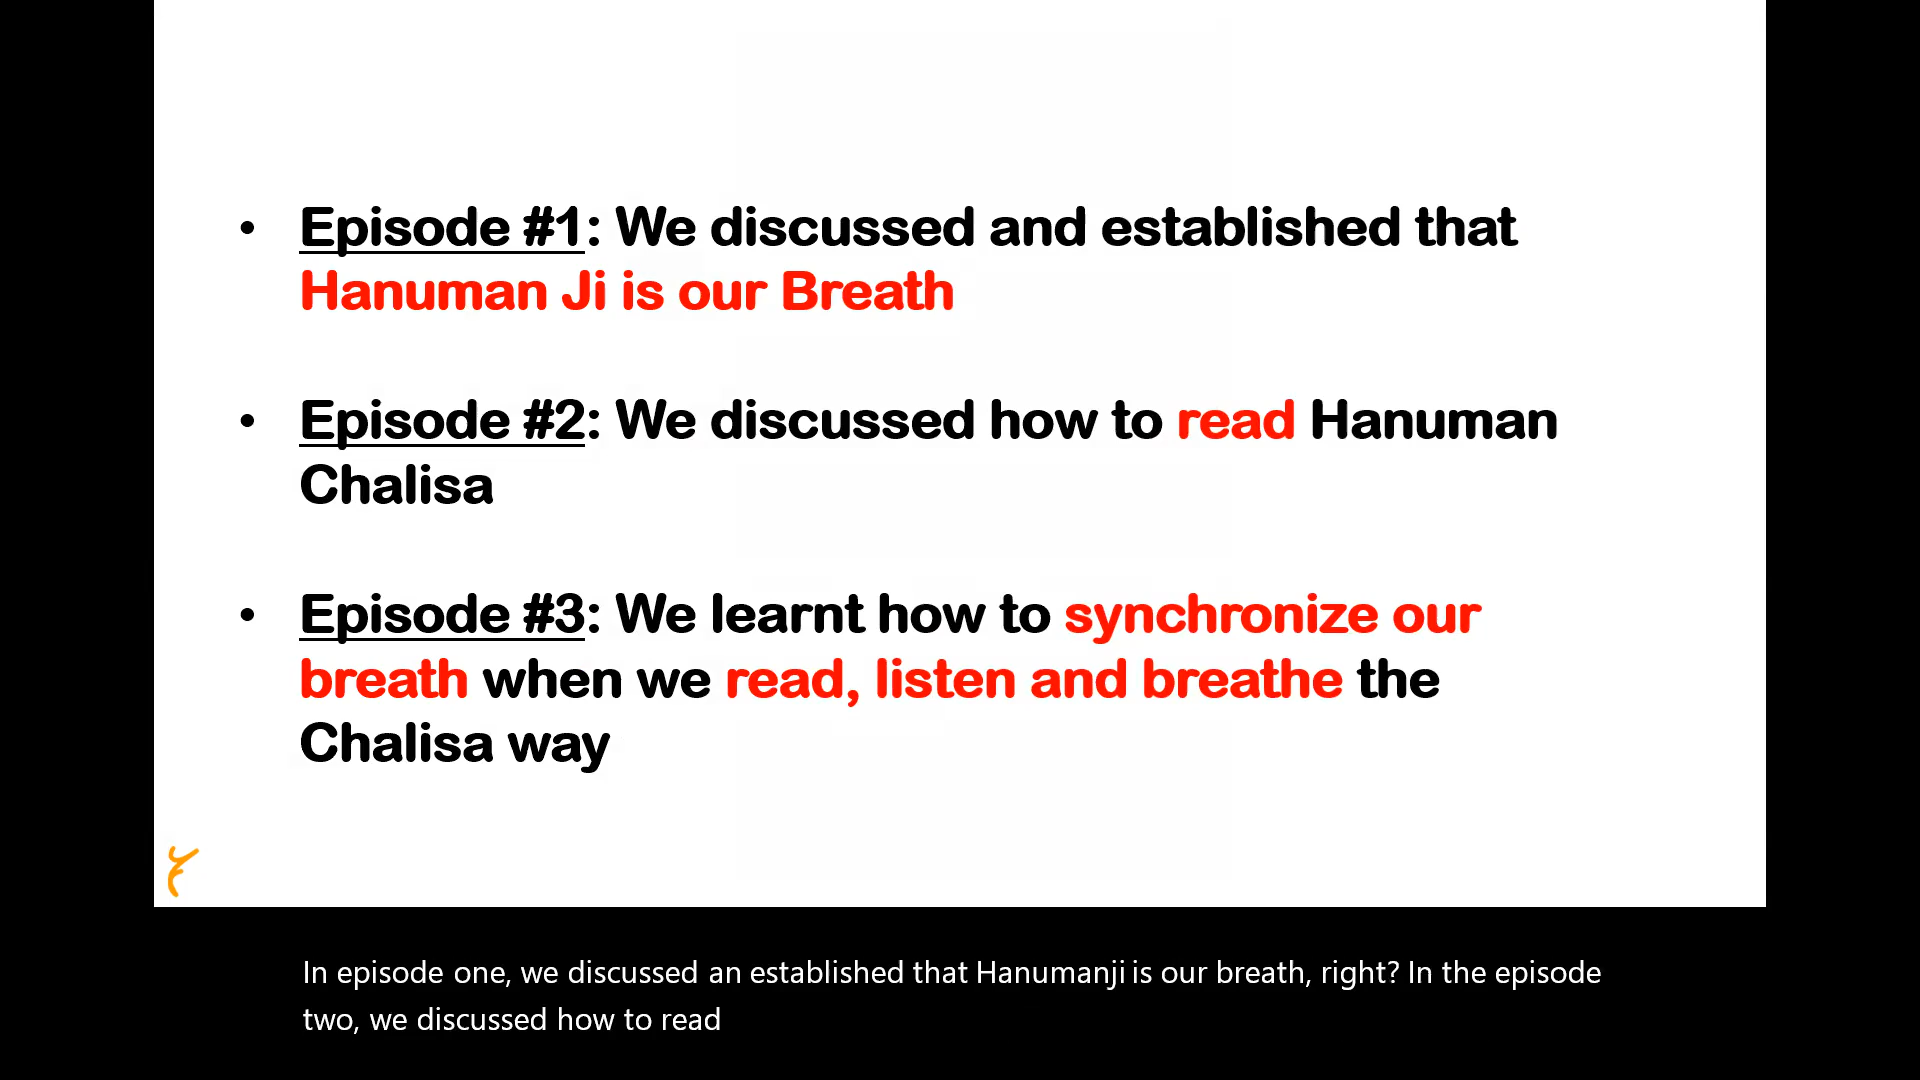 • Episode #1: We discussed and established that
Hanuman Ji is our Breath
• Episode #2: We discussed how to read Hanuman
Chalisa
• Episode #3: We learnt how to synchronize our
breath when we read, listen and breathe the
Chalisa way
In episode one, we discussed an established that Hanumanji is our breath, right? In the episode
two, we discussed how to read